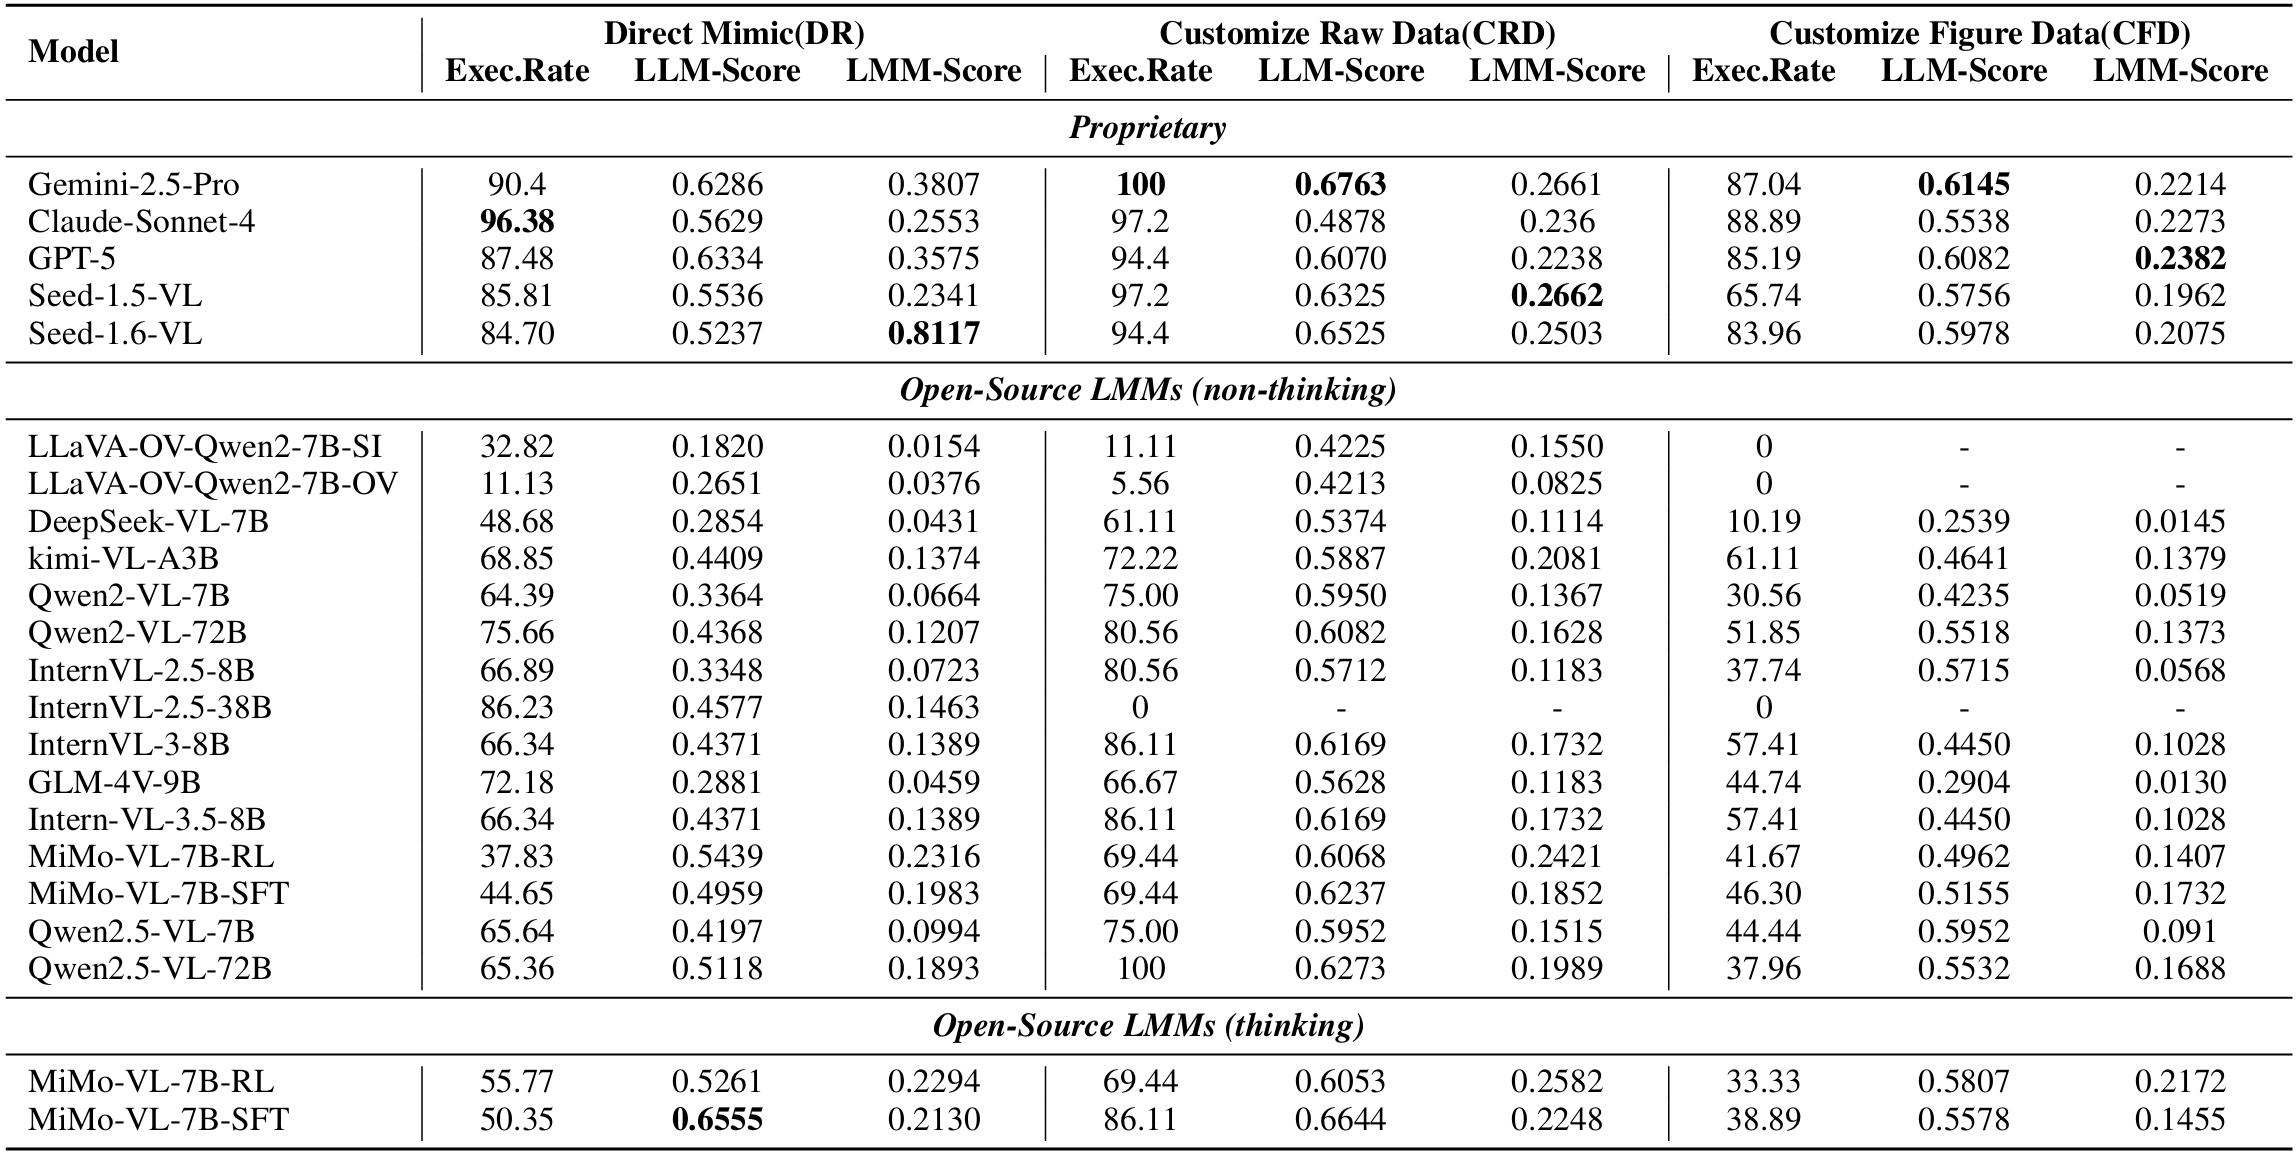 Model Direct Mimic(DR) Customize Raw Data(CRD) Customize Figure Data(CFD)
Exec.Rate LLM-Score LMM-Score Exec.Rate LLM-Score LMM-Score Exec.Rate LLM-Score LMM-Score
Proprietary
Gemini-2.5-Pro 90.4 0.6286 0.3807 100 0.6763 0.2661 87.04 0.6145 0.2214
Claude-Sonnet-4 96.38 0.5629 0.2553 97.2 0.4878 0.236 88.89 0.5538 0.2273
GPT-5 87.48 0.6334 0.3575 94.4 0.6070 0.2238 85.19 0.6082 0.2382
Seed-1.5-VL 85.81 0.5536 0.2341 97.2 0.6325 0.2662 65.74 0.5756 0.1962
Seed-1.6-VL 84.70 0.5237 0.8117 94.4 0.6525 0.2503 83.96 0.5978 0.2075
Open-Source LMMs (non-thinking)
LLaVA-OV-Qwen2-7B-SI 32.82 0.1820 0.0154 11.11 0.4225 0.1550 0 - -
LLaVA-OV-Qwen2-7B-OV 11.13 0.2651 0.0376 5.56 0.4213 0.0825 0 - -
DeepSeek-VL-7B 48.68 0.2854 0.0431 61.11 0.5374 0.1114 10.19 0.2539 0.0145
kimi-VL-A3B 68.85 0.4409 0.1374 72.22 0.5887 0.2081 61.11 0.4641 0.1379
Qwen2-VL-7B 64.39 0.3364 0.0664 75.00 0.5950 0.1367 30.56 0.4235 0.0519
Qwen2-VL-72B 75.66 0.4368 0.1207 80.56 0.6082 0.1628 51.85 0.5518 0.1373
InternVL-2.5-8B 66.89 0.3348 0.0723 80.56 0.5712 0.1183 37.74 0.5715 0.0568
InternVL-2.5-38B 86.23 0.4577 0.1463 0 - - 0 - -
InternVL-3-8B 66.34 0.4371 0.1389 86.11 0.6169 0.1732 57.41 0.4450 0.1028
GLM-4V-9B 72.18 0.2881 0.0459 66.67 0.5628 0.1183 44.74 0.2904 0.0130
Intern-VL-3.5-8B 66.34 0.4371 0.1389 86.11 0.6169 0.1732 57.41 0.4450 0.1028
MiMo-VL-7B-RL 37.83 0.5439 0.2316 69.44 0.6068 0.2421 41.67 0.4962 0.1407
MiMo-VL-7B-SFT 44.65 0.4959 0.1983 69.44 0.6237 0.1852 46.30 0.5155 0.1732
Qwen2.5-VL-7B 65.64 0.4197 0.0994 75.00 0.5952 0.1515 44.44 0.5952 0.091
Qwen2.5-VL-72B 65.36 0.5118 0.1893 100 0.6273 0.1989 37.96 0.5532 0.1688
Open-Source LMMs (thinking)
MiMo-VL-7B-RL 55.77 0.5261 0.2294 69.44 0.6053 0.2582 33.33 0.5807 0.2172
MiMo-VL-7B-SFT 50.35 0.6555 0.2130 86.11 0.6644 0.2248 38.89 0.5578 0.1455